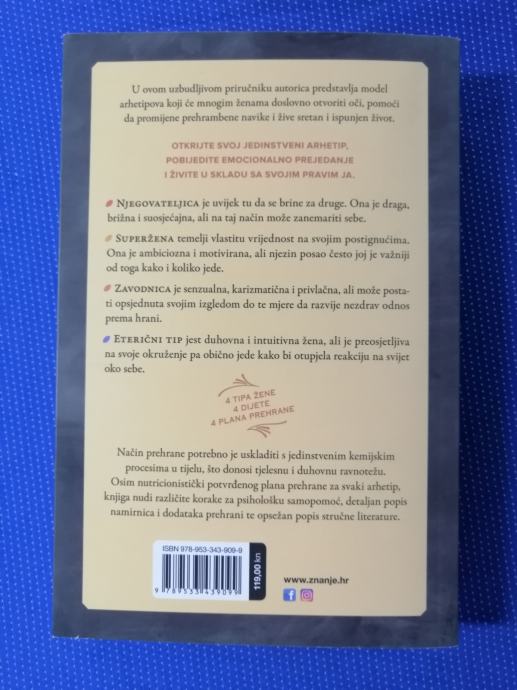 U ovom uzbudljivom priručniku autorica predstavlja model
arhetipova koji će mnogim ženama doslovno otvoriti oči, pomoći
da promijene prehrambene navike i žive sretan i ispunjen život.
OTKRIJTE SVOJ JEDINSTVENI ARHETIP,
POBIJEDITE EMOCIONALNO PREJEDANJE
I ŽIVITE U SKLADU SA SVOJIM PRAVIM JA.
NJEGOVATELJICA je uvijek tu da se brine za druge. Ona je draga,
brižna i suosjećajna, ali na taj način može zanemariti sebe.
SUPERŽENA temelji vlastitu vrijednost na svojim postignućima.
Ona je ambiciozna i motivirana, ali njezin posao često joj je važniji
od toga kako i koliko jede.
ZAVODNICA je senzualna, karizmatična i privlačna, ali može posta-
ti opsjednuta svojim izgledom do te mjere da razvije nezdrav odnos
prema hrani.
ETERIČNI TIP jest duhovna i intuitivna žena, ali je preosjetljiva
na svoje okruženje pa obično jede kako bi otupjela reakciju na svijet
oko sebe.
4 TIPA ŽENE
4 DIJETE
4 PLANA PREHRANE
Način prehrane potrebno je uskladiti s jedinstvenim kemijskim
procesima u tijelu, što donosi tjelesnu i duhovnu ravnotežu.
Osim nutricionistički potvrđenog plana prehrane za svaki arhetip,
knjiga nudi različite korake za psihološku samopomoć, detaljan popis
namirnica i dodataka prehrani te opsežan popis stručne literature.
ISBN 978-953-343-909-9
9 789533 439099
119,00 kn
www.znanje.hr